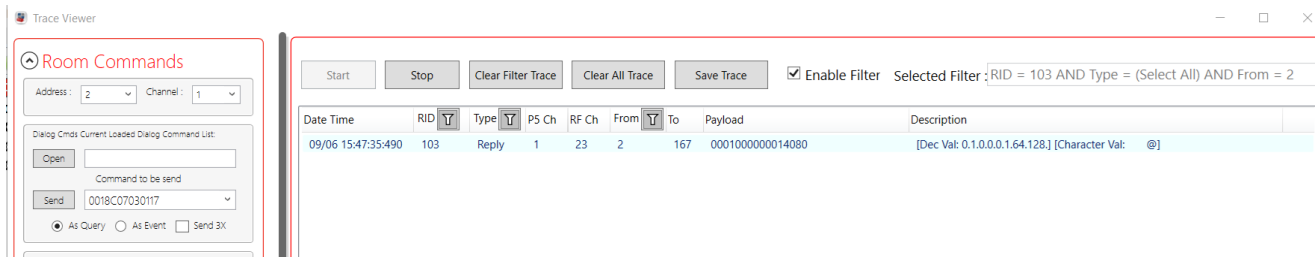 Trace Viewer
Room Commands
Address : 2 Channel : 1
Dialog Cmds Current Loaded Dialog Command List:
Open
Command to be send
Send 0018C07030117
As Query As Event Send 3X
Start Stop Clear Filter Trace Clear All Trace Save Trace Enable Filter Selected Filter : RID = 103 AND Type = (Select All) AND From = 2
Date Time RID Type P5 Ch RF Ch From To Payload Description
09/06 15:47:35:490 103 Reply 1 23 2 167 0001000000014080 [Dec Val: 0.1.0.0.0.1.64.128.] [Character Val: @]